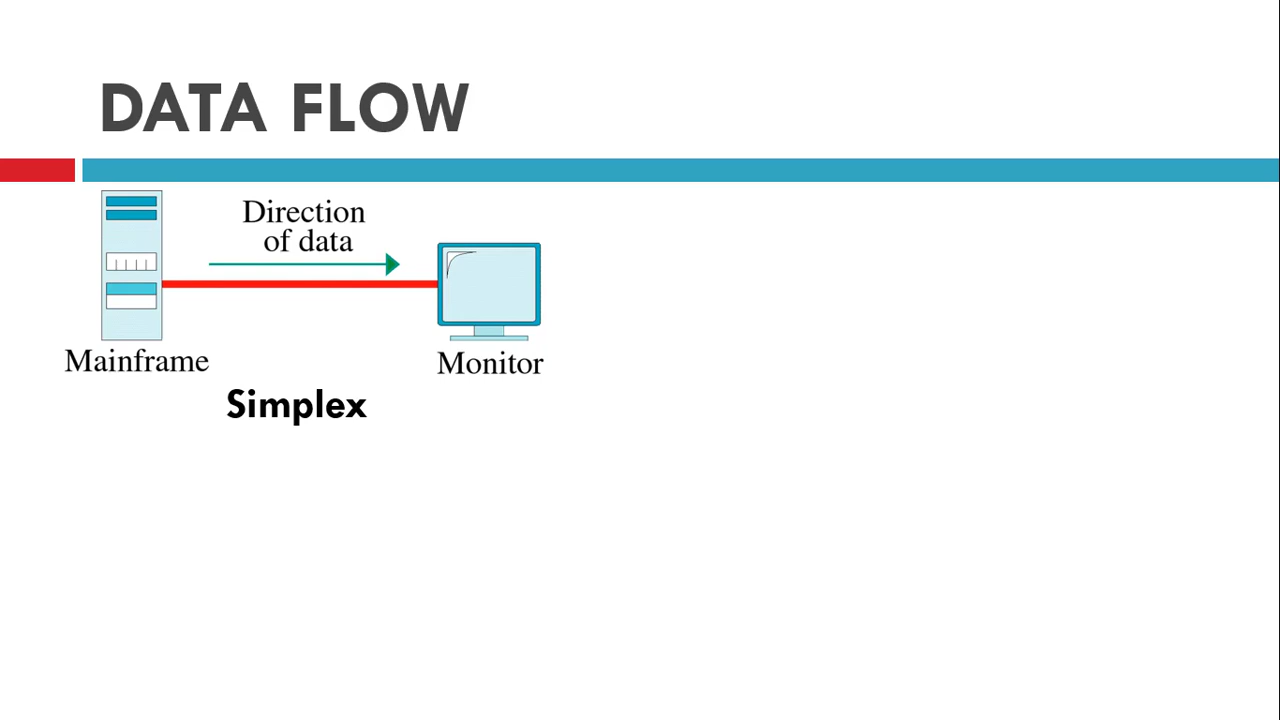 DATA FLOW
Direction
of data
Mainframe
Monitor
Simplex